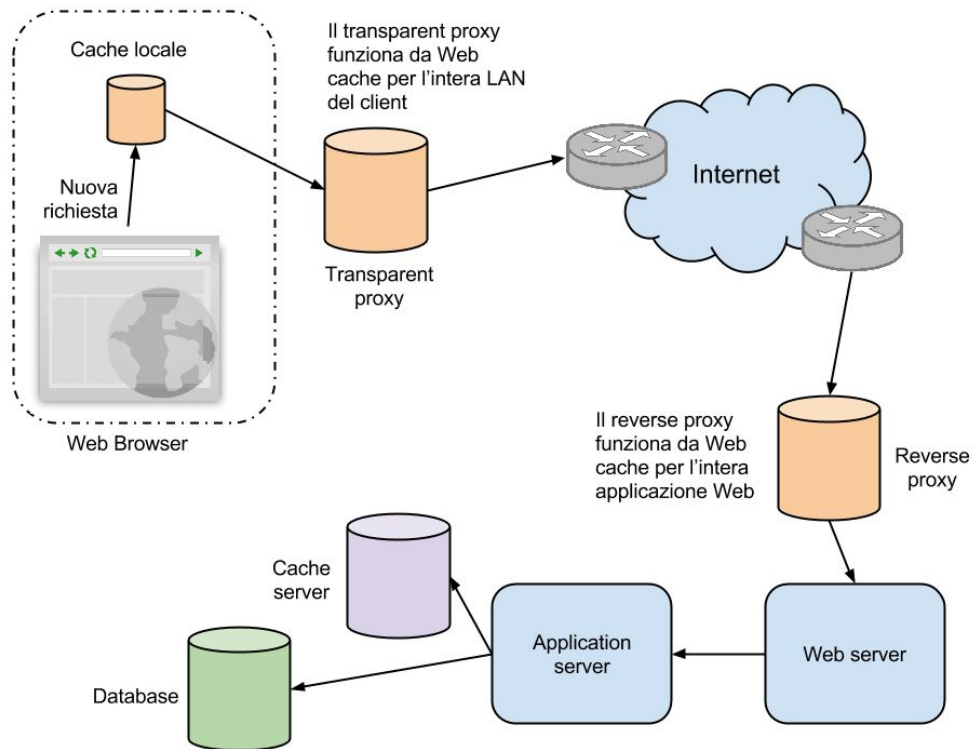 Cache locale
Il transparent proxy
funziona da Web
cache per l'intera LAN
del client
Nuova
richiesta
Internet
Transparent
proxy
Web Browser
Il reverse proxy
funziona da Web
cache per l'intera
applicazione Web
Reverse
proxy
Cache
server
Application
server
Web server
Database